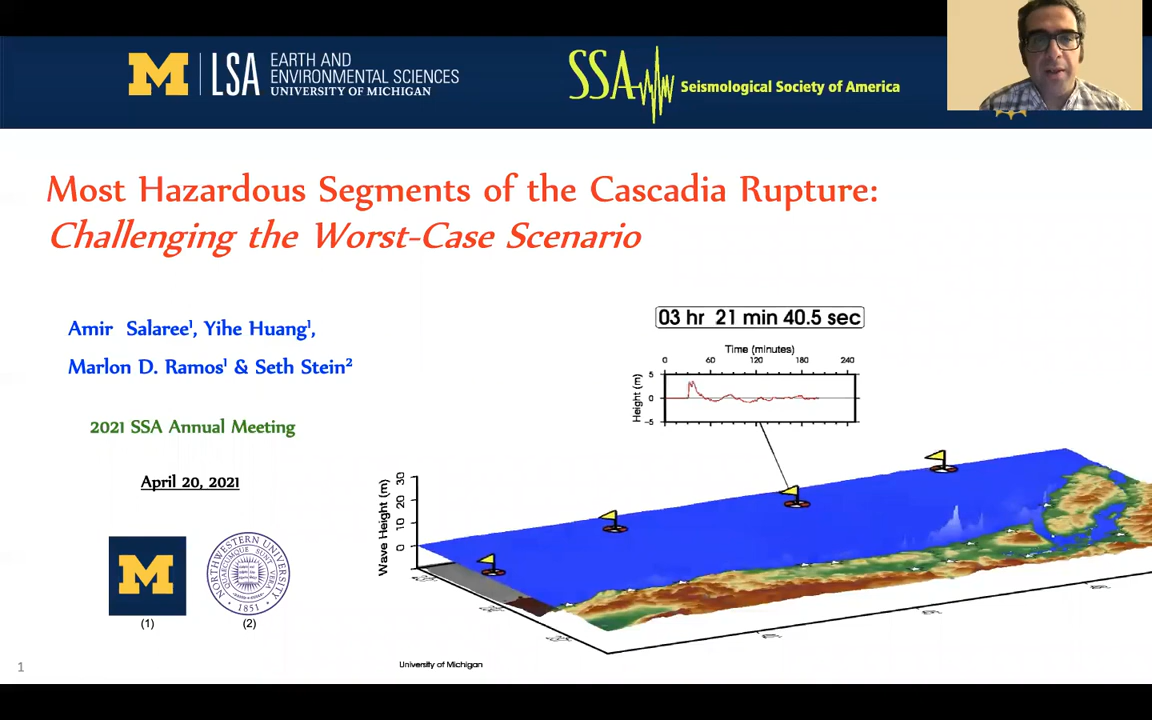 M LSA EARTH AND
ENVIRONMENTAL SCIENCES
UNIVERSITY OF MICHIGAN
SSA Seismological Society of America
Most Hazardous Segments of the Cascadia Rupture:
Challenging the Worst-Case Scenario
Amir Salaree¹, Yihe Huang¹,
Marlon D. Ramos¹ & Seth Stein²
2021 SSA Annual Meeting
April 20, 2021
M
NORTHWESTERN UNIVERSITY
1851
(1) (2)
03 hr 21 min 40.5 sec
Time (minutes)
0 60 120 180 240
Height (m)
5
0
-5
Wave Height (m)
30
20
10
0
University of Michigan
1